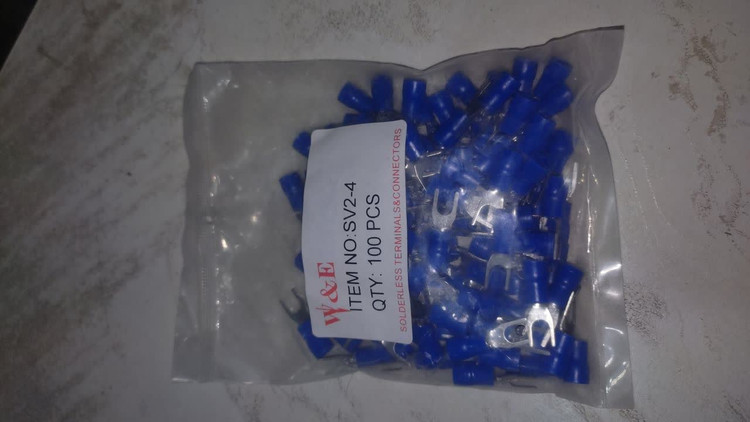 W&E
ITEM NO:SV2-4
QTY: 100 PCS
SOLDERLESS TERMINALS&CONNECTORS